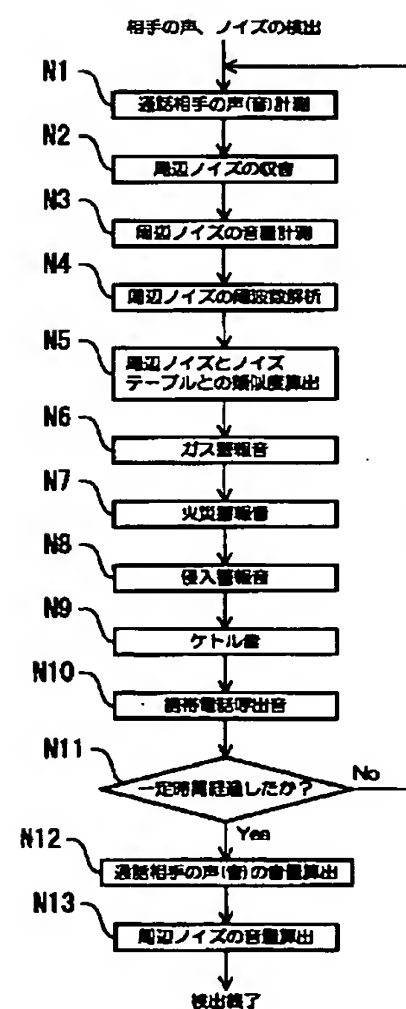 相手の声、ノイズの検出
N1
通話相手の声(音)計測
N2
周辺ノイズの収音
N3
周辺ノイズの音量計測
N4
周辺ノイズの周波数解析
N5
周辺ノイズとノイズ
テーブルとの類似度算出
N6
ガス警報音
N7
火災警報音
N8
侵入警報音
N9
ケトル音
N10
携帯電話呼出音
N11
一定時間経過したか?
No
Yes
N12
通話相手の声(音)の音量算出
N13
周辺ノイズの音量算出
検出終了